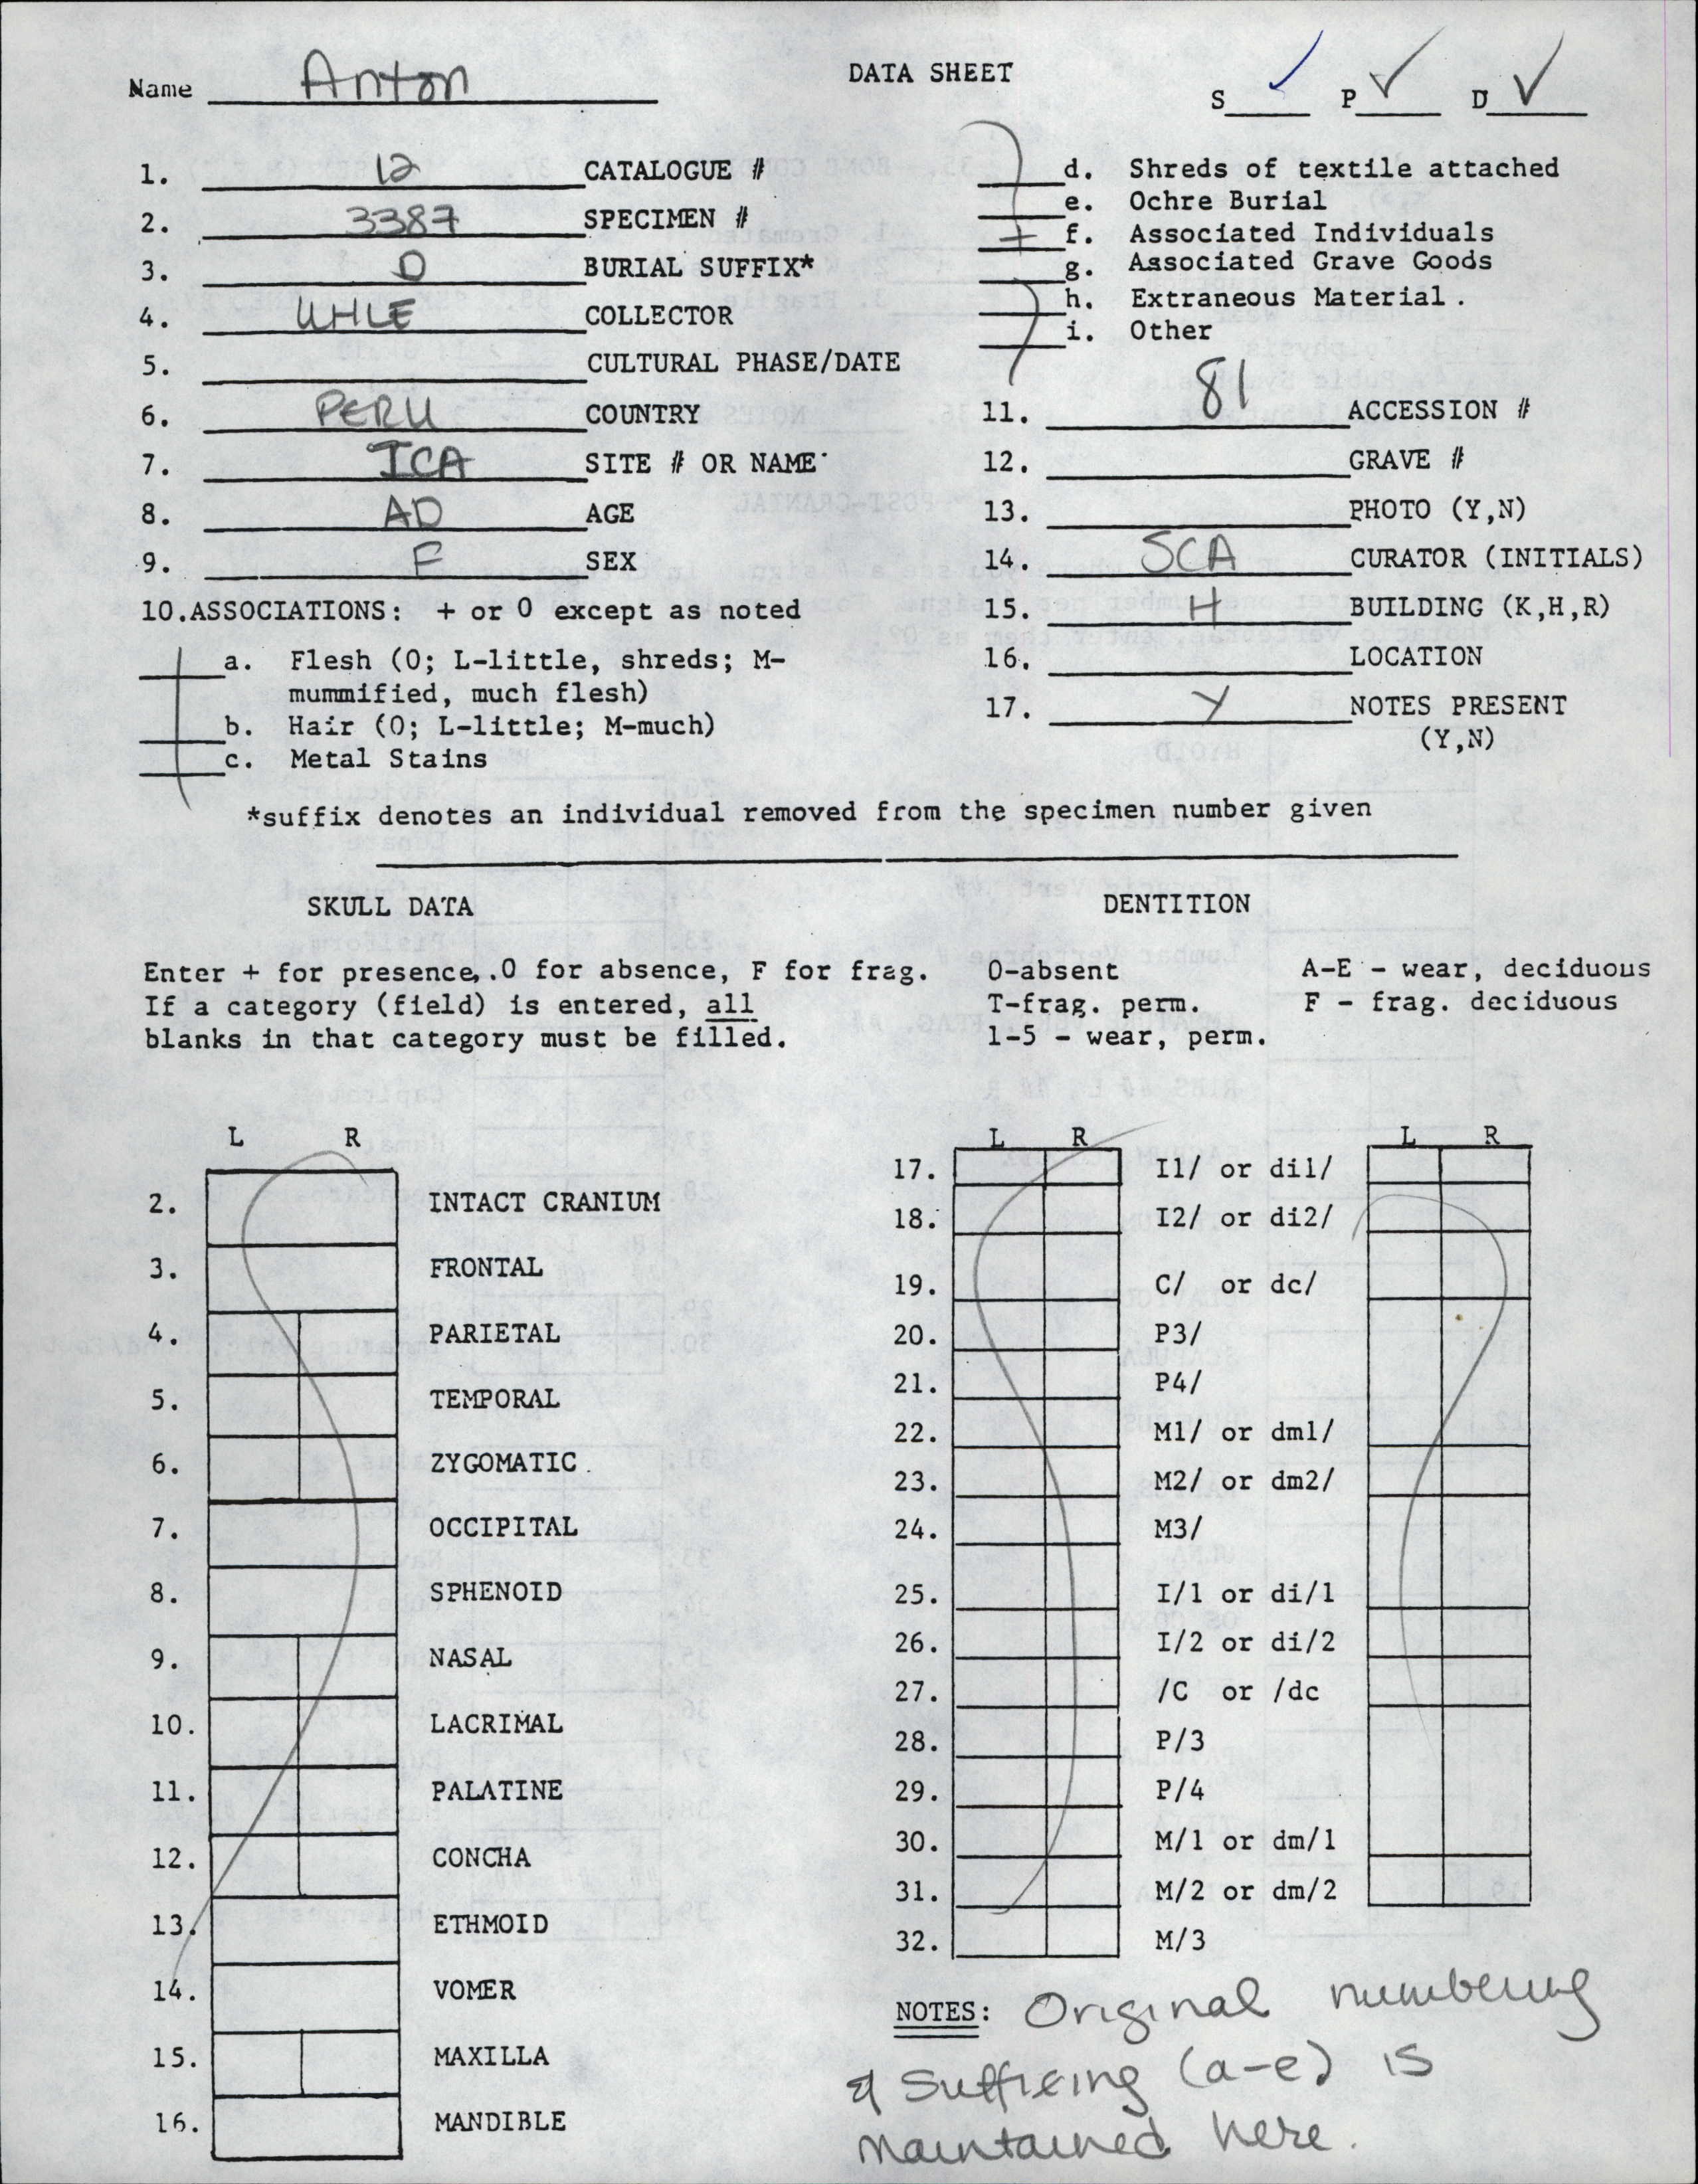 Name Anton
DATA SHEET
S ✓ P ✓ D ✓
1. 12 CATALOGUE #
2. 3387 SPECIMEN #
3. D BURIAL SUFFIX*
4. UHLE COLLECTOR
5. CULTURAL PHASE/DATE
6. PERU COUNTRY
7. ICA SITE # OR NAME
8. AD AGE
9. F SEX
10.ASSOCIATIONS: + or 0 except as noted
a. Flesh (0; L-little, shreds; M-
mummified, much flesh)
b. Hair (0; L-little; M-much)
c. Metal Stains
d. Shreds of textile attached
e. Ochre Burial
+ f. Associated Individuals
g. Associated Grave Goods
h. Extraneous Material.
i. Other
11. 81 ACCESSION #
12. GRAVE #
13. PHOTO (Y,N)
14. SCA CURATOR (INITIALS)
15. H BUILDING (K,H,R)
16. LOCATION
17. Y NOTES PRESENT
(Y,N)
*suffix denotes an individual removed from the specimen number given
SKULL DATA
Enter + for presence, .0 for absence, F for frag.
If a category (field) is entered, all
blanks in that category must be filled.
L R
2. INTACT CRANIUM
3. FRONTAL
4. PARIETAL
5. TEMPORAL
6. ZYGOMATIC
7. OCCIPITAL
8. SPHENOID
9. NASAL
10. LACRIMAL
11. PALATINE
12. CONCHA
13. ETHMOID
14. VOMER
15. MAXILLA
16. MANDIBLE
DENTITION
0-absent A-E - wear, deciduous
T-frag. perm. F - frag. deciduous
1-5 - wear, perm.
L R L R
17. I1/ or di1/
18. I2/ or di2/
19. C/ or dc/
20. P3/
21. P4/
22. M1/ or dm1/
23. M2/ or dm2/
24. M3/
25. I/1 or di/1
26. I/2 or di/2
27. /C or /dc
28. P/3
29. P/4
30. M/1 or dm/1
31. M/2 or dm/2
32. M/3
NOTES: Original numbering
& Suffixing (a-e) is
maintained here.